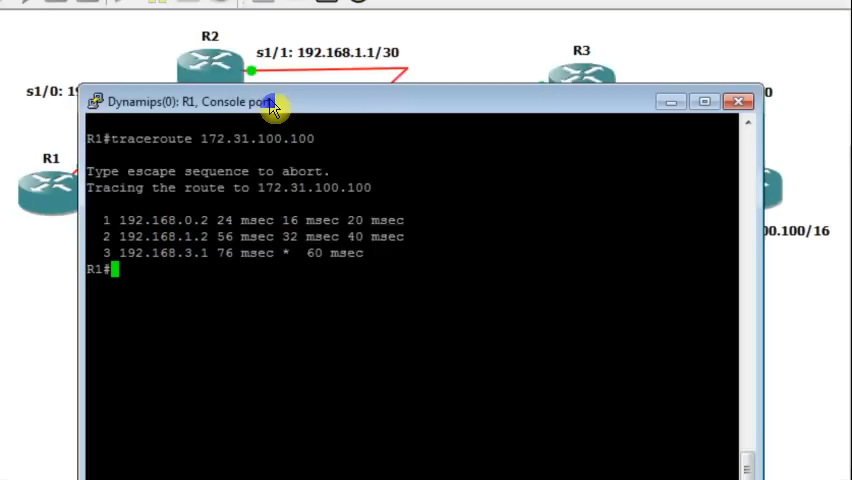 R2
s1/1: 192.168.1.1/30
R3
s1/0: 19
Dynamips(0): R1, Console port
R1
R1#traceroute 172.31.100.100
Type escape sequence to abort.
Tracing the route to 172.31.100.100
1 192.168.0.2 24 msec 16 msec 20 msec
2 192.168.1.2 56 msec 32 msec 40 msec
3 192.168.3.1 76 msec * 60 msec
R1#
00.100/16